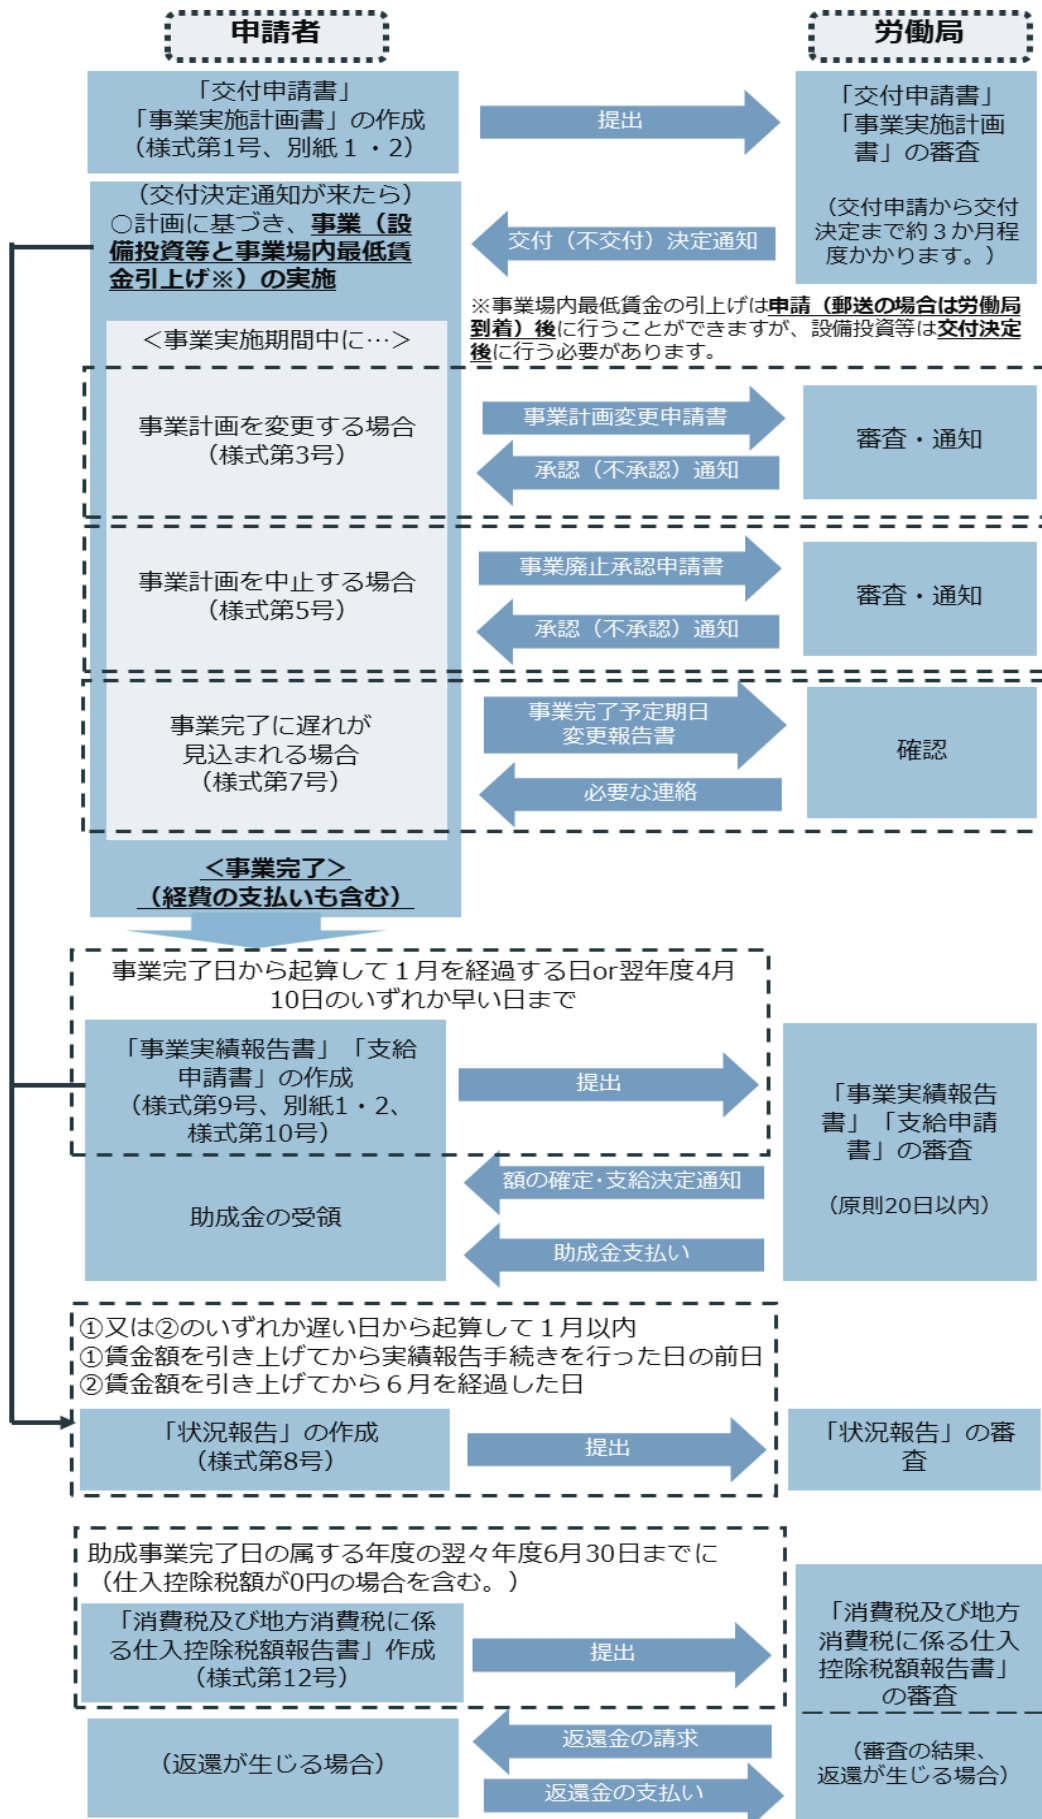 申請者
労働局
「交付申請書」
「事業実施計画書」の作成
(様式第1号、別紙１・2)
提出
「交付申請書」
「事業実施計画
書」の審査
(交付申請から交付
決定まで約３か月程
度かかります。)
(交付決定通知が来たら)
○計画に基づき、事業（設
備投資等と事業場内最低賃
金引上げ※）の実施
交付（不交付）決定通知
※事業場内最低賃金の引上げは申請（郵送の場合は労働局
到着）後に行うことができますが、設備投資等は交付決定
後に行う必要があります。
＜事業実施期間中に…＞
事業計画を変更する場合
(様式第3号)
事業計画変更申請書
承認（不承認）通知
審査・通知
事業計画を中止する場合
(様式第5号)
事業廃止承認申請書
承認（不承認）通知
審査・通知
事業完了に遅れが
見込まれる場合
(様式第7号)
事業完了予定期日
変更報告書
必要な連絡
確認
＜事業完了＞
（経費の支払いも含む）
事業完了日から起算して１月を経過する日or翌年度4月
10日のいずれか早い日まで
「事業実績報告書」「支給
申請書」の作成
(様式第9号、別紙1・2、
様式第10号)
提出
「事業実績報告
書」「支給申請
書」の審査
(原則20日以内)
額の確定･支給決定通知
助成金の受領
助成金支払い
①又は②のいずれか遅い日から起算して１月以内
①賃金額を引き上げてから実績報告手続きを行った日の前日
②賃金額を引き上げてから６月を経過した日
「状況報告」の作成
(様式第8号)
提出
「状況報告」の審
査
助成事業完了日の属する年度の翌々年度6月30日までに
（仕入控除税額が0円の場合を含む。）
「消費税及び地方消費税に係
る仕入控除税額報告書」作成
(様式第12号)
提出
「消費税及び地方
消費税に係る仕入
控除税額報告書」
の審査
(返還が生じる場合)
返還金の請求
返還金の支払い
(審査の結果、
返還が生じる場合)